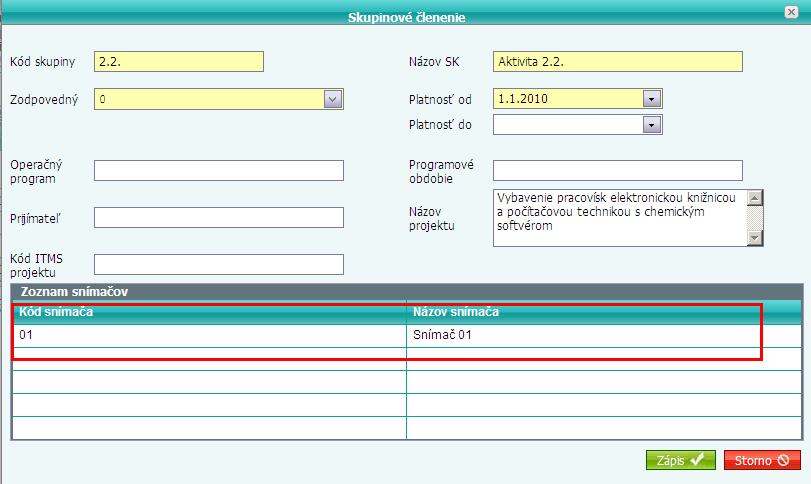 Skupinové členenie
Kód skupiny 2.2. Názov SK Aktivita 2.2.
Zodpovedný 0 Platnosť od 1.1.2010
Platnosť do
Operačný program Programové obdobie
Prijímateľ Názov projektu Vybavenie pracovísk elektronickou knižnicou
a počítačovou technikou s chemickým
softvérom
Kód ITMS projektu
Zoznam snímačov
Kód snímača Názov snímača
01 Snímač 01
Zápis Storno